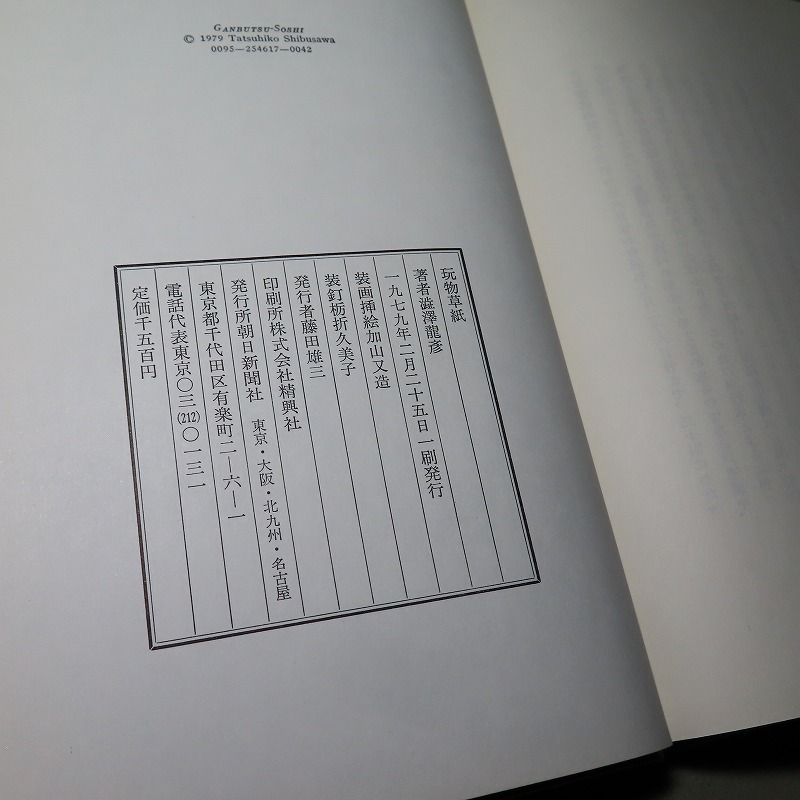 GANBUTSU-SOSHI
© 1979 Tatsuhiko Shibusawa
0095—254617—0042
玩物草紙
著者澁澤龍彦
一九七九年二月二十五日一刷発行
装画挿絵加山又造
装釘栃折久美子
発行者藤田雄三
印刷所株式会社精興社
発行所朝日新聞社 東京・大阪・北九州・名古屋
東京都千代田区有楽町二—六—一
電話代表東京〇三(212)〇一三一
定価千五百円